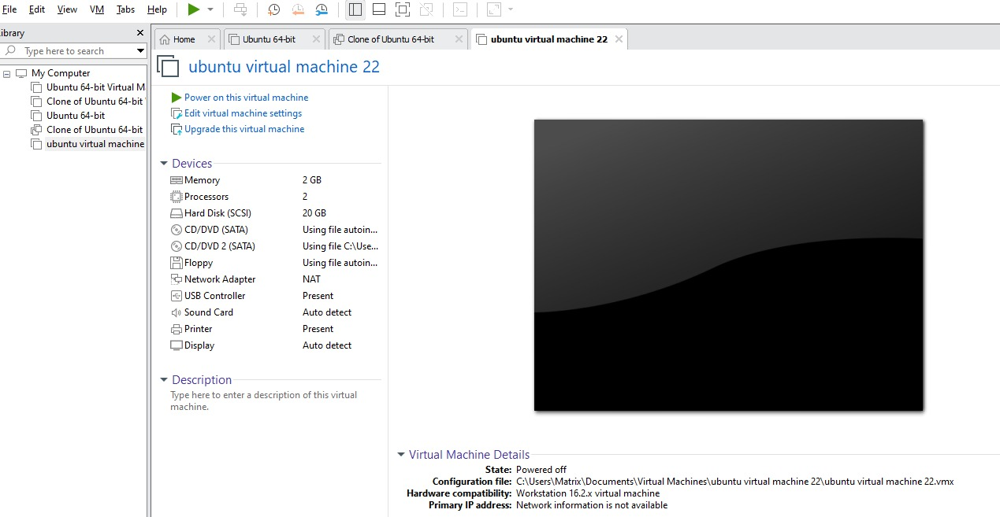 File Edit View VM Tabs Help
Library
Type here to search
My Computer
Ubuntu 64-bit Virtual M
Clone of Ubuntu 64-bit
Ubuntu 64-bit
Clone of Ubuntu 64-bit
ubuntu virtual machine
Home Ubuntu 64-bit Clone of Ubuntu 64-bit ubuntu virtual machine 22
ubuntu virtual machine 22
Power on this virtual machine
Edit virtual machine settings
Upgrade this virtual machine
Devices
Memory 2 GB
Processors 2
Hard Disk (SCSI) 20 GB
CD/DVD (SATA) Using file autoin...
CD/DVD 2 (SATA) Using file C:\Use...
Floppy Using file autoin...
Network Adapter NAT
USB Controller Present
Sound Card Auto detect
Printer Present
Display Auto detect
Description
Type here to enter a description of this virtual
machine.
Virtual Machine Details
State: Powered off
Configuration file: C:\Users\Matrix\Documents\Virtual Machines\ubuntu virtual machine 22\ubuntu virtual machine 22.vmx
Hardware compatibility: Workstation 16.2.x virtual machine
Primary IP address: Network information is not available